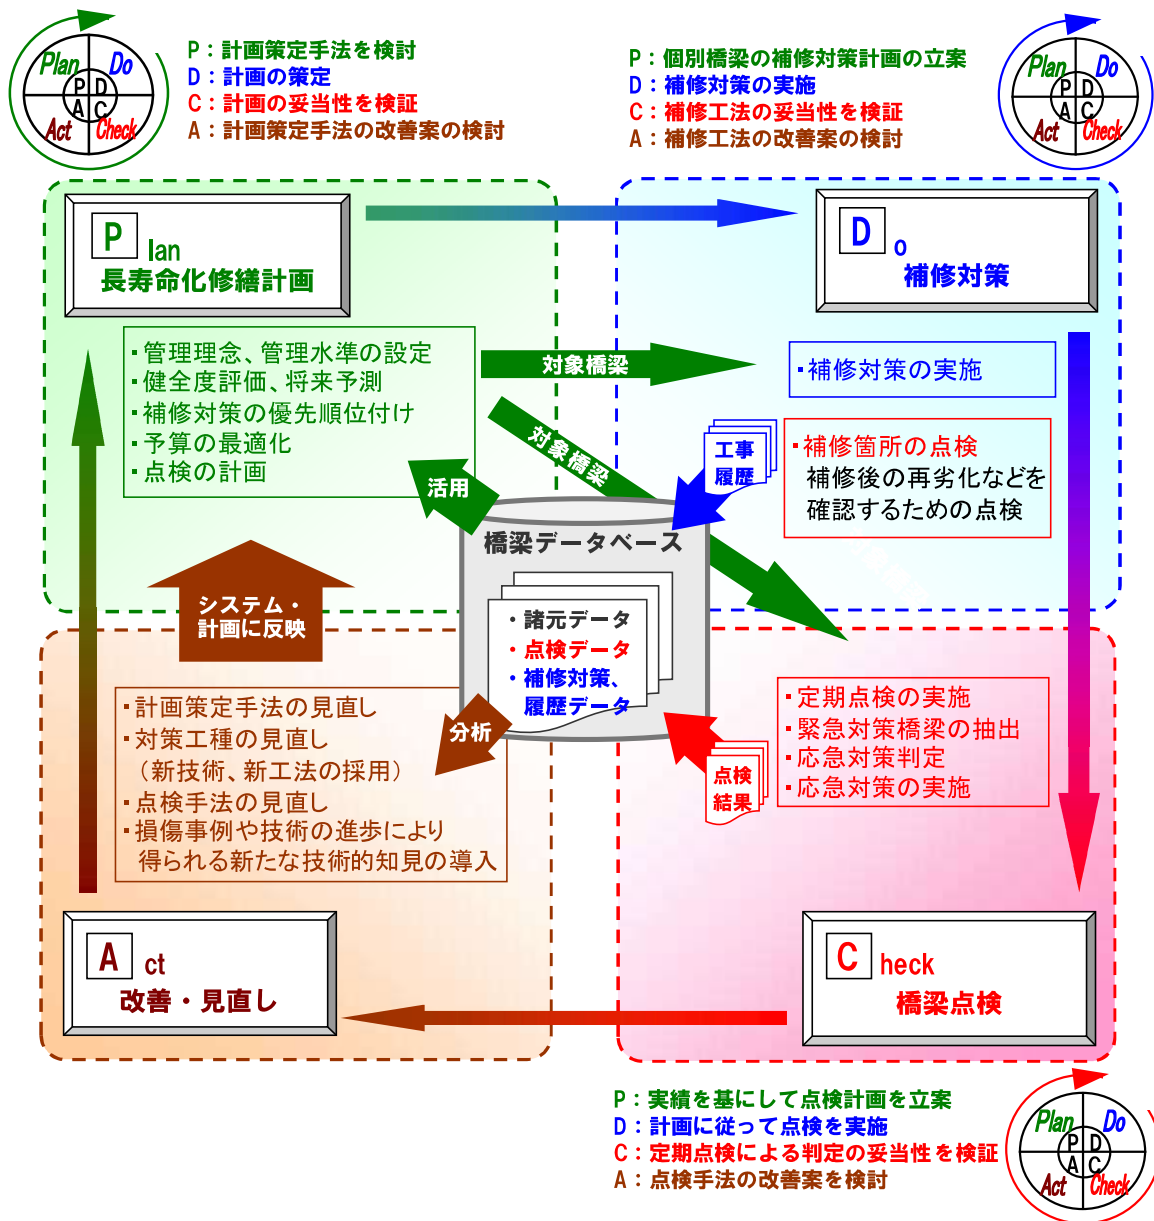 Plan Do
P D
A C
Act Check
P：計画策定手法を検討
D：計画の策定
C：計画の妥当性を検証
A：計画策定手法の改善案の検討
P：個別橋梁の補修対策計画の立案
D：補修対策の実施
C：補修工法の妥当性を検証
A：補修工法の改善案の検討
Plan Do
P D
A C
Act Check
P lan
長寿命化修繕計画
D o
補修対策
・管理理念、管理水準の設定
・健全度評価、将来予測
・補修対策の優先順位付け
・予算の最適化
・点検の計画
対象橋梁
対象橋梁
・補修対策の実施
・補修箇所の点検
補修後の再劣化などを
確認するための点検
工事
履歴
活用
橋梁データベース
・諸元データ
・点検データ
・補修対策、
履歴データ
システム・
計画に反映
分析
点検
結果
・計画策定手法の見直し
・対策工種の見直し
（新技術、新工法の採用）
・点検手法の見直し
・損傷事例や技術の進歩により
得られる新たな技術的知見の導入
・定期点検の実施
・緊急対策橋梁の抽出
・応急対策判定
・応急対策の実施
A ct
改善・見直し
C heck
橋梁点検
P：実績を基にして点検計画を立案
D：計画に従って点検を実施
C：定期点検による判定の妥当性を検証
A：点検手法の改善案を検討
Plan Do
P D
A C
Act Check